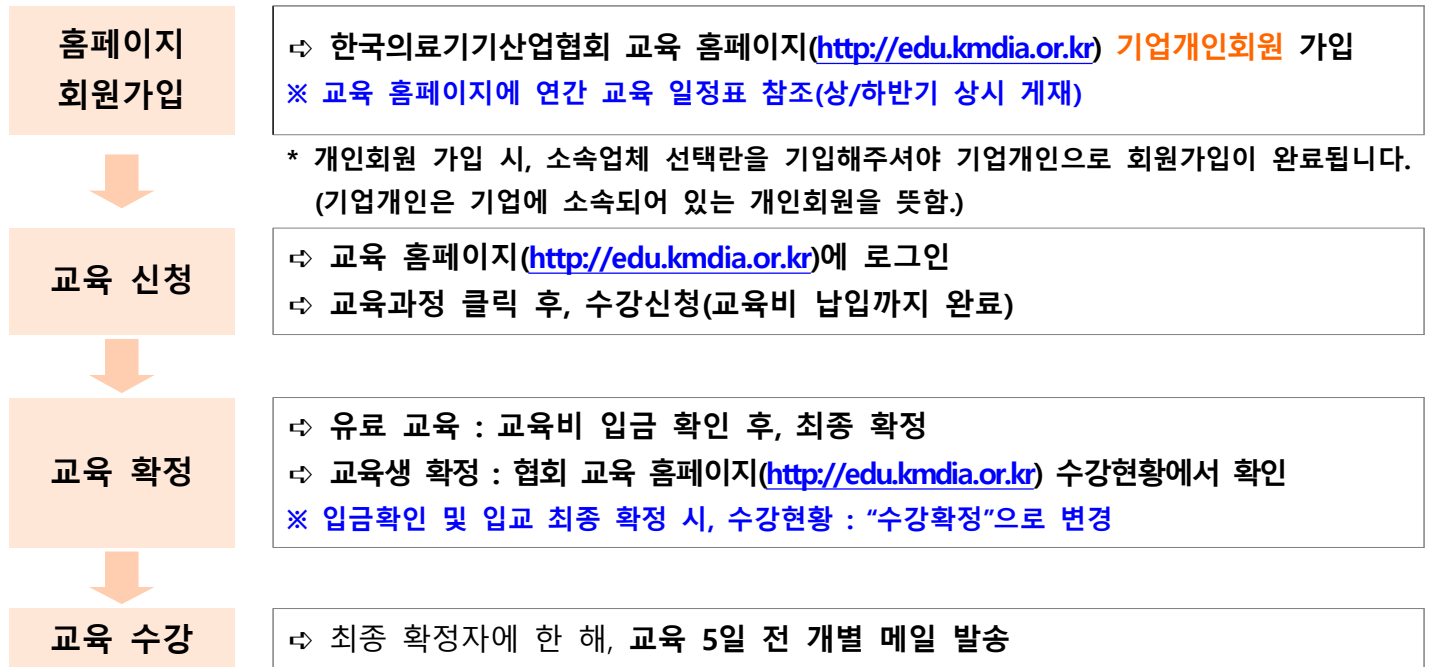 홈페이지
회원가입
➪ 한국의료기기산업협회 교육 홈페이지(http://edu.kmdia.or.kr) 기업개인회원 가입
※ 교육 홈페이지에 연간 교육 일정표 참조(상/하반기 상시 게재)
* 개인회원 가입 시, 소속업체 선택란을 기입해주셔야 기업개인으로 회원가입이 완료됩니다.
(기업개인은 기업에 소속되어 있는 개인회원을 뜻함.)
교육 신청
➪ 교육 홈페이지(http://edu.kmdia.or.kr)에 로그인
➪ 교육과정 클릭 후, 수강신청(교육비 납입까지 완료)
교육 확정
➪ 유료 교육 : 교육비 입금 확인 후, 최종 확정
➪ 교육생 확정 : 협회 교육 홈페이지(http://edu.kmdia.or.kr) 수강현황에서 확인
※ 입금확인 및 입교 최종 확정 시, 수강현황 : “수강확정”으로 변경
교육 수강
➪ 최종 확정자에 한 해, 교육 5일 전 개별 메일 발송